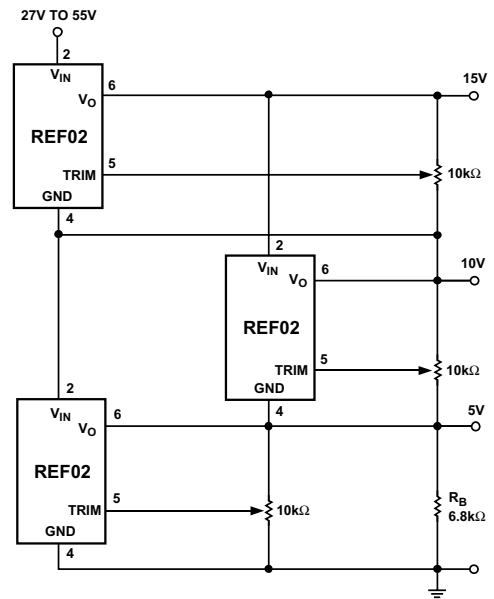 27V TO 55V
2
VIN
VO
6
15V
REF02
TRIM
5
10kΩ
GND
4
2
VIN
VO
6
10V
REF02
TRIM
5
10kΩ
GND
4
2
VIN
VO
6
5V
REF02
TRIM
5
10kΩ
RB
6.8kΩ
GND
4